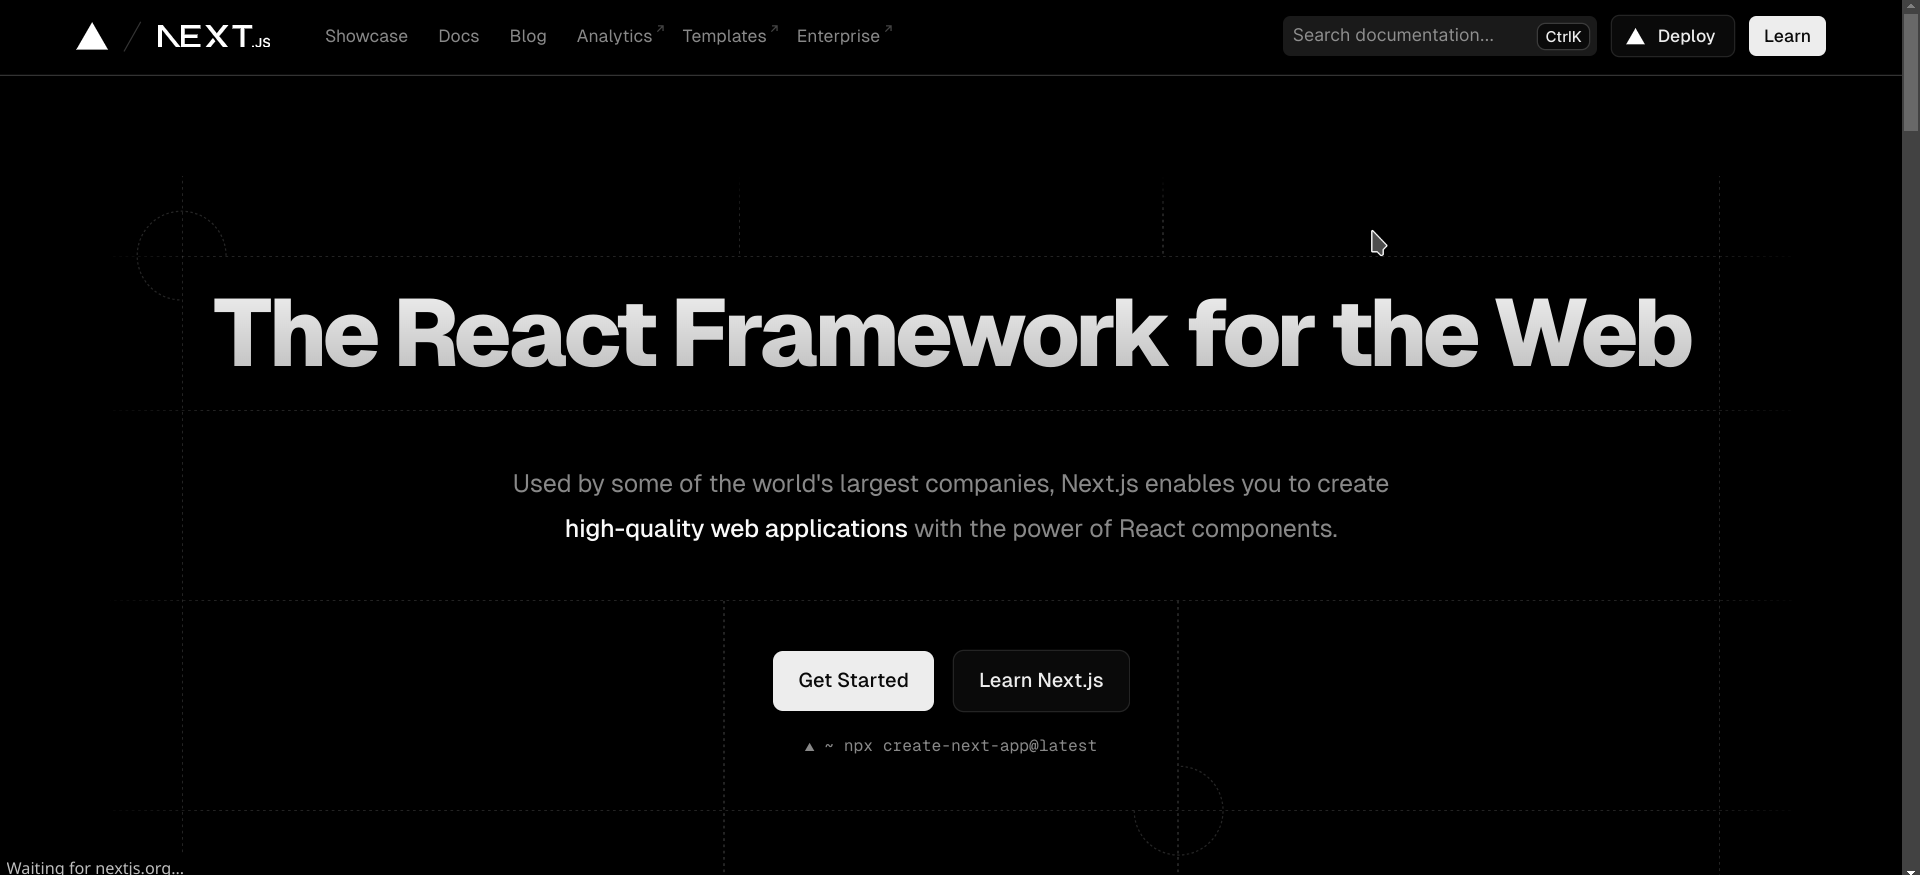 NEXT.JS
Showcase
Docs
Blog
Analytics
Templates
Enterprise
Search documentation...
CtrlK
Deploy
Learn
The React Framework for the Web
Used by some of the world's largest companies, Next.js enables you to create
high-quality web applications with the power of React components.
Get Started
Learn Next.js
▲ ~ npx create-next-app@latest
Waiting for nextjs.org...